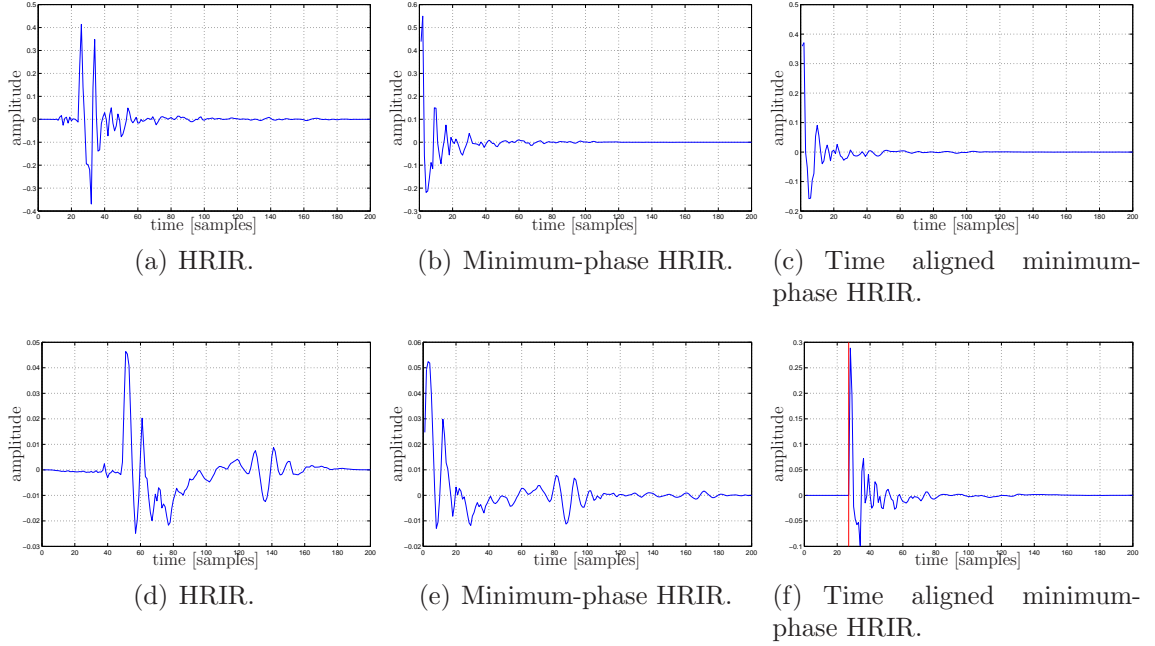 amplitude
0.5
0.4
0.3
0.2
0.1
0
−0.1
−0.2
−0.3
−0.4
0 20 40 60 80 100 120 140 160 180 200
time [samples]
(a) HRIR.
amplitude
0.6
0.5
0.4
0.3
0.2
0.1
0
−0.1
−0.2
−0.3
0 20 40 60 80 100 120 140 160 180 200
time [samples]
(b) Minimum-phase HRIR.
amplitude
0.5
0.4
0.3
0.2
0.1
0
−0.1
−0.2
0 20 40 60 80 100 120 140 160 180 200
time [samples]
(c) Time aligned minimum-
phase HRIR.
amplitude
0.05
0.04
0.03
0.02
0.01
0
−0.01
−0.02
−0.03
0 20 40 60 80 100 120 140 160 180 200
time [samples]
(d) HRIR.
amplitude
0.06
0.05
0.04
0.03
0.02
0.01
0
0.01
0.02
0 20 40 60 80 100 120 140 160 180 200
time [samples]
(e) Minimum-phase HRIR.
amplitude
0.3
0.25
0.2
0.15
0.1
0.05
0
−0.05
−0.1
0 20 40 60 80 100 120 140 160 180 200
time [samples]
(f) Time aligned minimum-
phase HRIR.